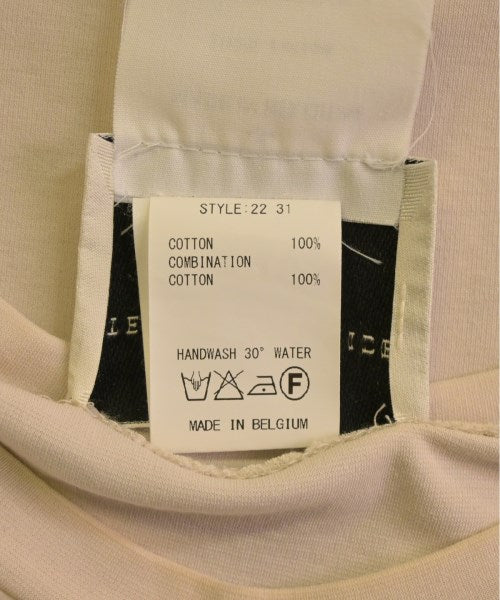 STYLE:22 31
COTTON 100%
COMBINATION
COTTON 100%
HANDWASH 30° WATER
F
MADE IN BELGIUM